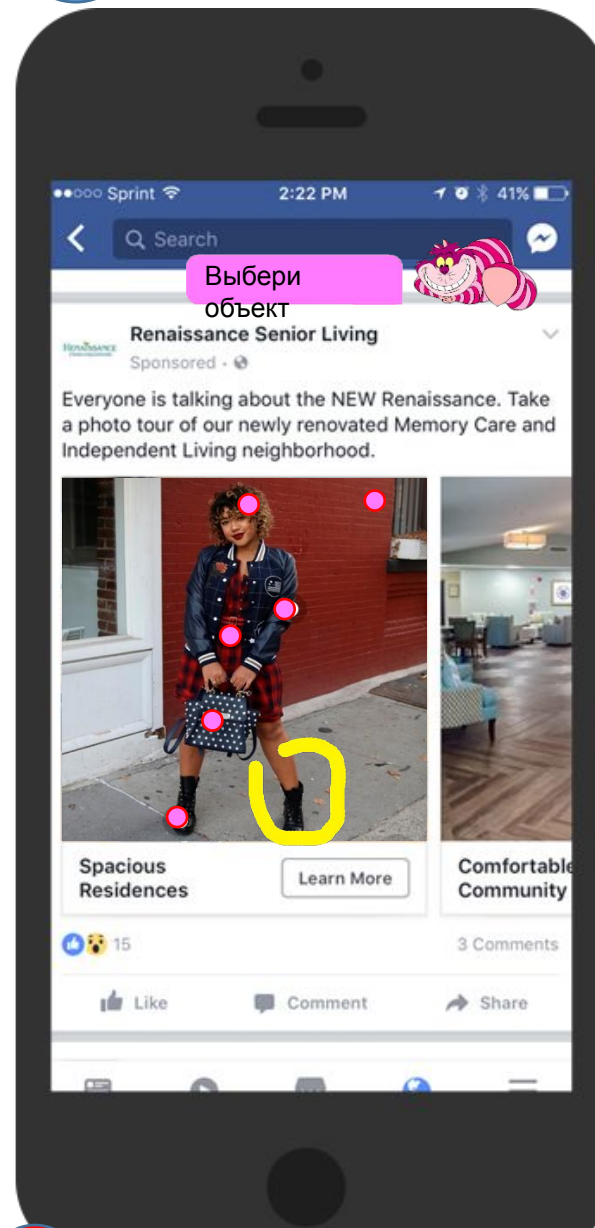 Sprint 2:22 PM 41%
Search
Выбери
объект
RENAISSANCE
Renaissance Senior Living
Sponsored ·
Everyone is talking about the NEW Renaissance. Take
a photo tour of our newly renovated Memory Care and
Independent Living neighborhood.
Spacious
Residences
Learn More
Comfortable
Community
15
3 Comments
Like Comment Share